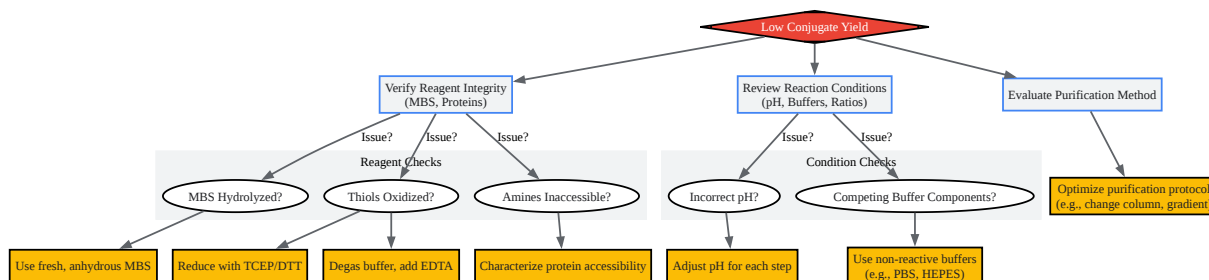 Low Conjugate Yield
Verify Reagent Integrity
(MBS, Proteins)
Review Reaction Conditions
(pH, Buffers, Ratios)
Evaluate Purification Method
Issue?
Issue?
Issue?
Issue?
Issue?
Reagent Checks
Condition Checks
MBS Hydrolyzed?
Thiols Oxidized?
Amines Inaccessible?
Incorrect pH?
Competing Buffer Components?
Optimize purification protocol
(e.g., change column, gradient)
Use fresh, anhydrous MBS
Reduce with TCEP/DTT
Degas buffer, add EDTA
Characterize protein accessibility
Adjust pH for each step
Use non-reactive buffers
(e.g., PBS, HEPES)